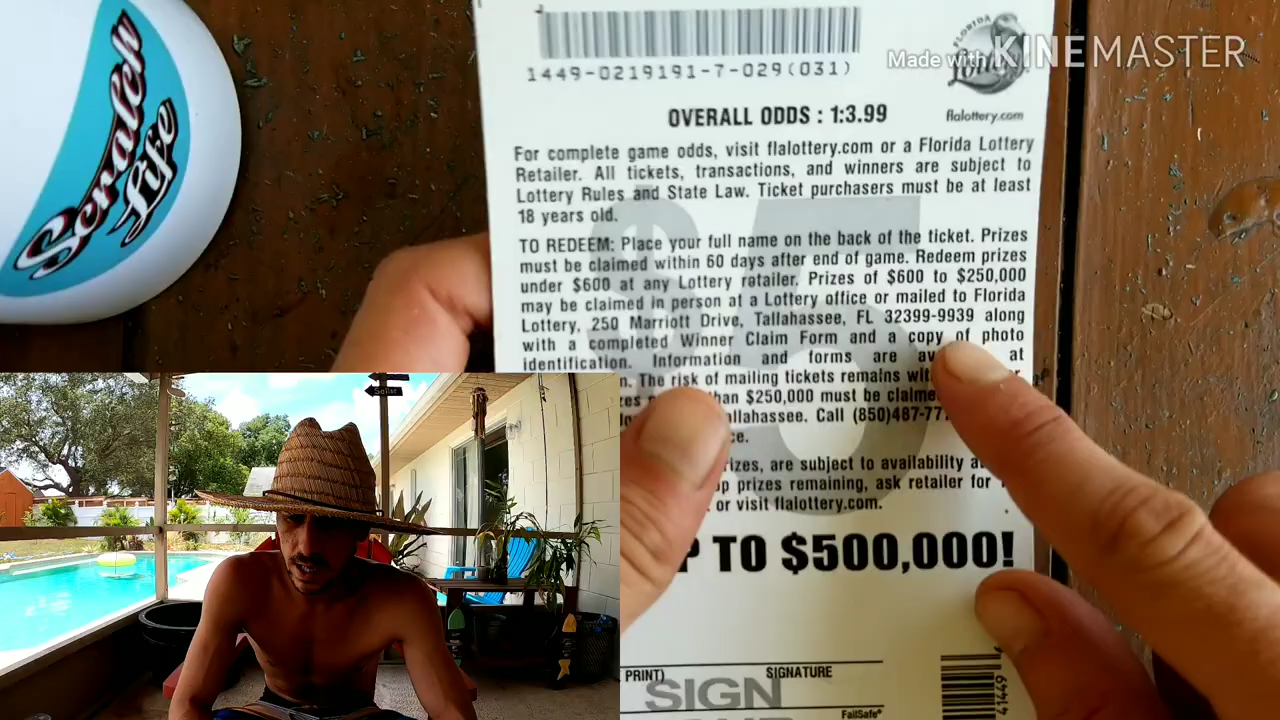 Made with KINEMASTER
Scratch
Life
1449-0219191-7-029(031)
FLORIDA
Lottery
flalottery.com
OVERALL ODDS : 1:3.99
For complete game odds, visit flalottery.com or a Florida Lottery
Retailer. All tickets, transactions, and winners are subject to
Lottery Rules and State Law. Ticket purchasers must be at least
18 years old.
TO REDEEM: Place your full name on the back of the ticket. Prizes
must be claimed within 60 days after end of game. Redeem prizes
under $600 at any Lottery retailer. Prizes of $600 to $250,000
may be claimed in person at a Lottery office or mailed to Florida
Lottery, 250 Marriott Drive, Tallahassee, FL 32399-9939 along
with a completed Winner Claim Form and a copy of photo
identification. Information and forms are at
The risk of mailing tickets remains
$250,000 must be
Call (850)487-77
are subject to availability
prizes remaining, ask retailer for
or visit flalottery.com.
TO $500,000!
PRINT) SIGNATURE
SIGN
FailSafe®
41449